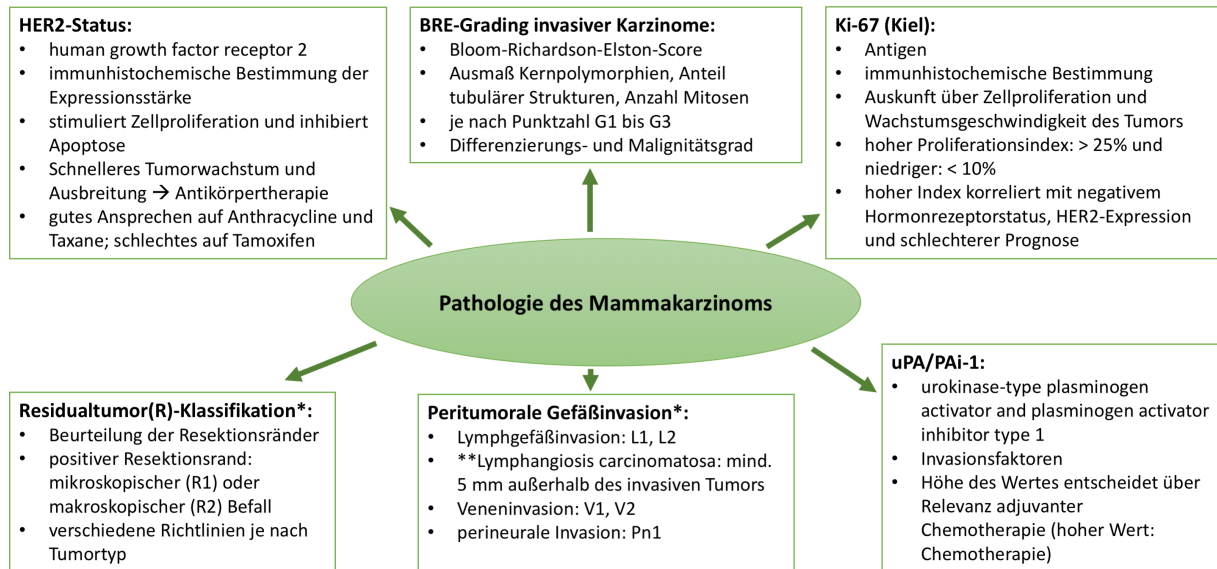 HER2-Status:
• human growth factor receptor 2
• immunhistochemische Bestimmung der
Expressionsstärke
• stimuliert Zellproliferation und inhibiert
Apoptose
• Schnelleres Tumorwachstum und
Ausbreitung → Antikörpertherapie
• gutes Ansprechen auf Anthracycline und
Taxane; schlechtes auf Tamoxifen
BRE-Grading invasiver Karzinome:
• Bloom-Richardson-Elston-Score
• Ausmaß Kernpolymorphien, Anteil
tubulärer Strukturen, Anzahl Mitosen
• je nach Punktzahl G1 bis G3
• Differenzierungs- und Malignitätsgrad
Ki-67 (Kiel):
• Antigen
• immunhistochemische Bestimmung
• Auskunft über Zellproliferation und
Wachstumsgeschwindigkeit des Tumors
• hoher Proliferationsindex: > 25% und
niedriger: < 10%
• hoher Index korreliert mit negativem
Hormonrezeptorstatus, HER2-Expression
und schlechterer Prognose
Pathologie des Mammakarzinoms
Residualtumor(R)-Klassifikation*:
• Beurteilung der Resektionsränder
• positiver Resektionsrand:
mikroskopischer (R1) oder
makroskopischer (R2) Befall
• verschiedene Richtlinien je nach
Tumortyp
Peritumorale Gefäßinvasion*:
• Lymphgefäßinvasion: L1, L2
• **Lymphangiosis carcinomatosa: mind.
5 mm außerhalb des invasiven Tumors
• Veneninvasion: V1, V2
• perineurale Invasion: Pn1
uPA/PAi-1:
• urokinase-type plasminogen
activator and plasminogen activator
inhibitor type 1
• Invasionsfaktoren
• Höhe des Wertes entscheidet über
Relevanz adjuvanter
Chemotherapie (hoher Wert:
Chemotherapie)